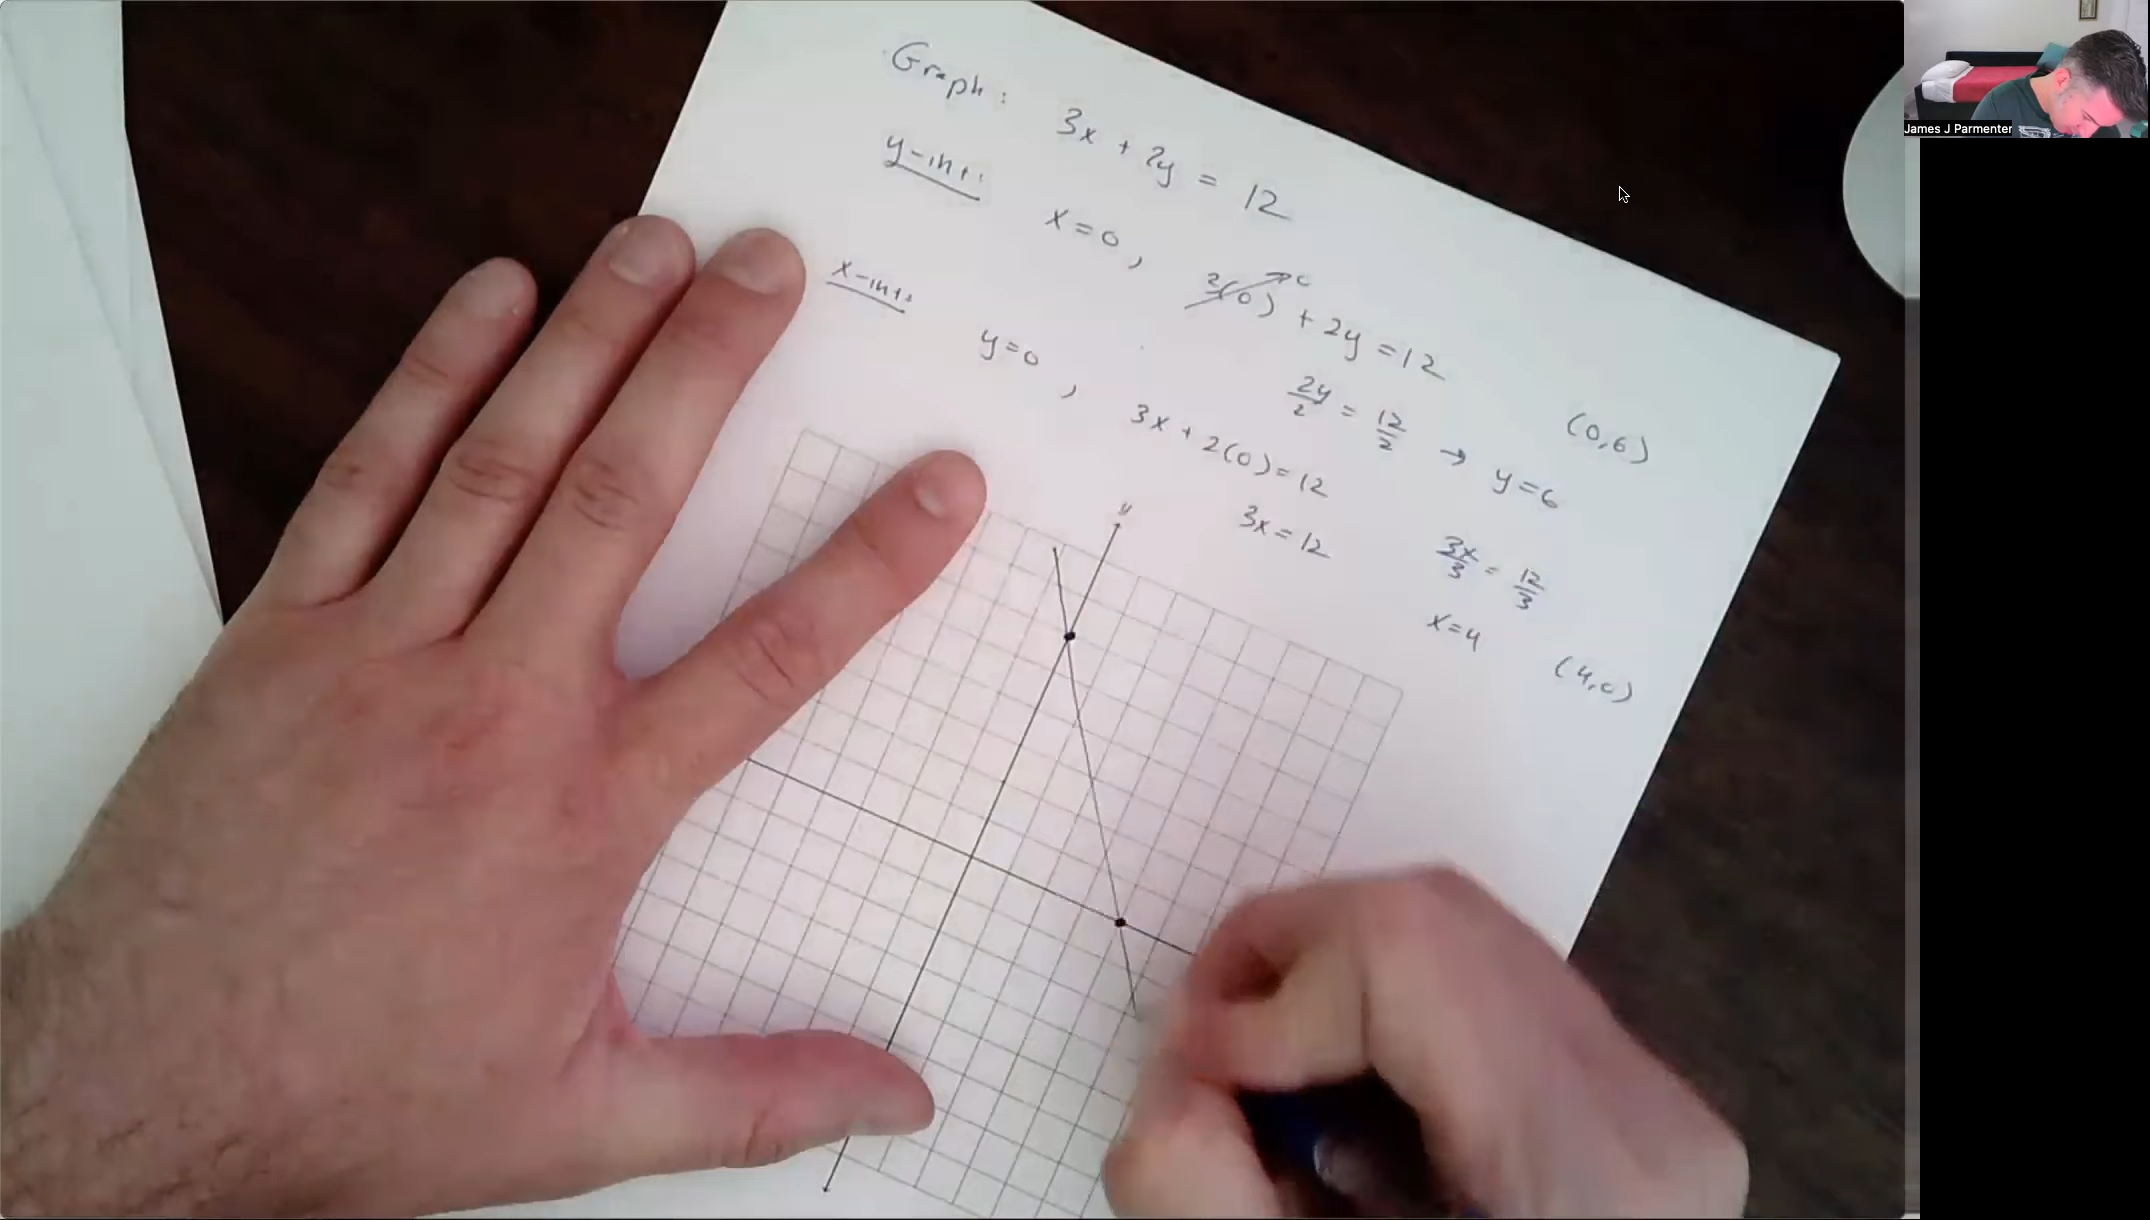 Graph: 3x + 2y = 12
y-int: x=0, 3(0) 0 + 2y = 12
2y/2 = 12/2 → y=6 (0,6)
x-int: y=0, 3x + 2(0) = 12
3x = 12 3x/3 = 12/3
x=4 (4,0)
y
James J Parmenter